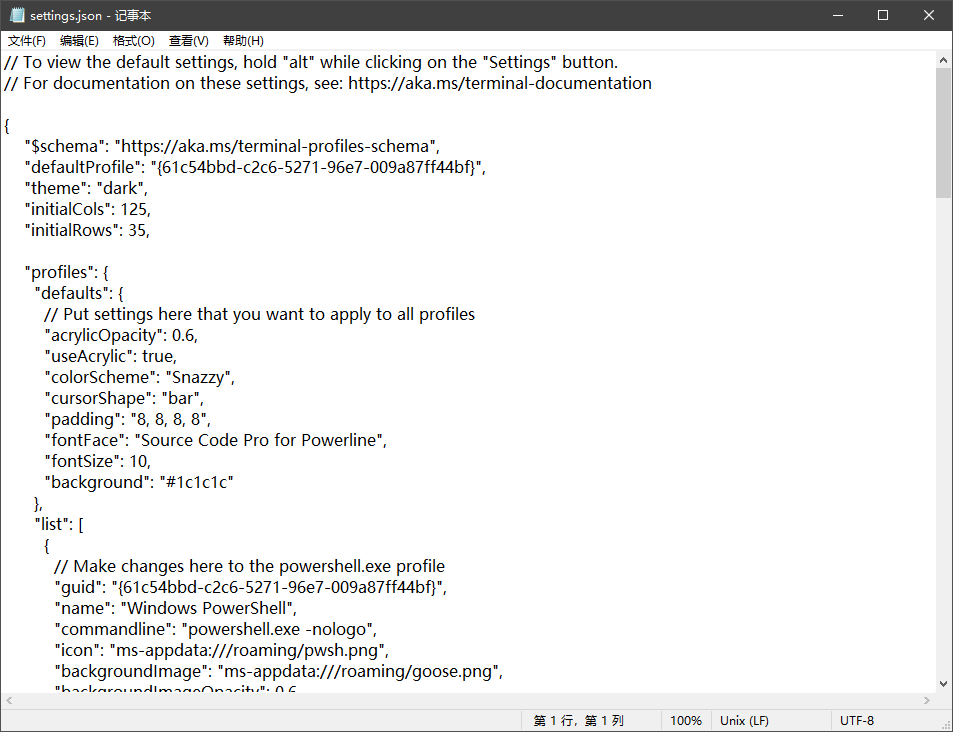 settings.json - 记事本
文件(F) 编辑(E) 格式(O) 查看(V) 帮助(H)
// To view the default settings, hold "alt" while clicking on the "Settings" button.
// For documentation on these settings, see: https://aka.ms/terminal-documentation
{
"$schema": "https://aka.ms/terminal-profiles-schema",
"defaultProfile": "{61c54bbd-c2c6-5271-96e7-009a87ff44bf}",
"theme": "dark",
"initialCols": 125,
"initialRows": 35,
"profiles": {
"defaults": {
// Put settings here that you want to apply to all profiles
"acrylicOpacity": 0.6,
"useAcrylic": true,
"colorScheme": "Snazzy",
"cursorShape": "bar",
"padding": "8, 8, 8, 8",
"fontFace": "Source Code Pro for Powerline",
"fontSize": 10,
"background": "#1c1c1c"
},
"list": [
{
// Make changes here to the powershell.exe profile
"guid": "{61c54bbd-c2c6-5271-96e7-009a87ff44bf}",
"name": "Windows PowerShell",
"commandline": "powershell.exe -nologo",
"icon": "ms-appdata:///roaming/pwsh.png",
"backgroundImage": "ms-appdata:///roaming/goose.png",
"backgroundImageOpacity": 0.6
第 1 行，第 1 列 100% Unix (LF) UTF-8